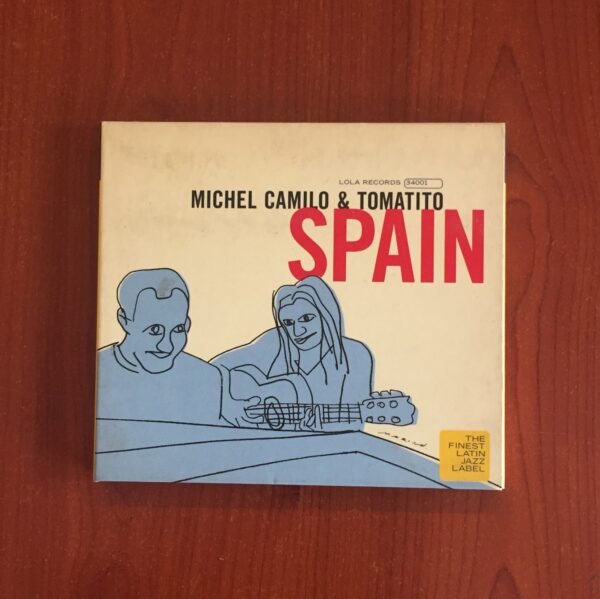 LOLA RECORDS 34001
MICHEL CAMILO & TOMATITO
SPAIN
THE
FINEST
LATIN
JAZZ
LABEL